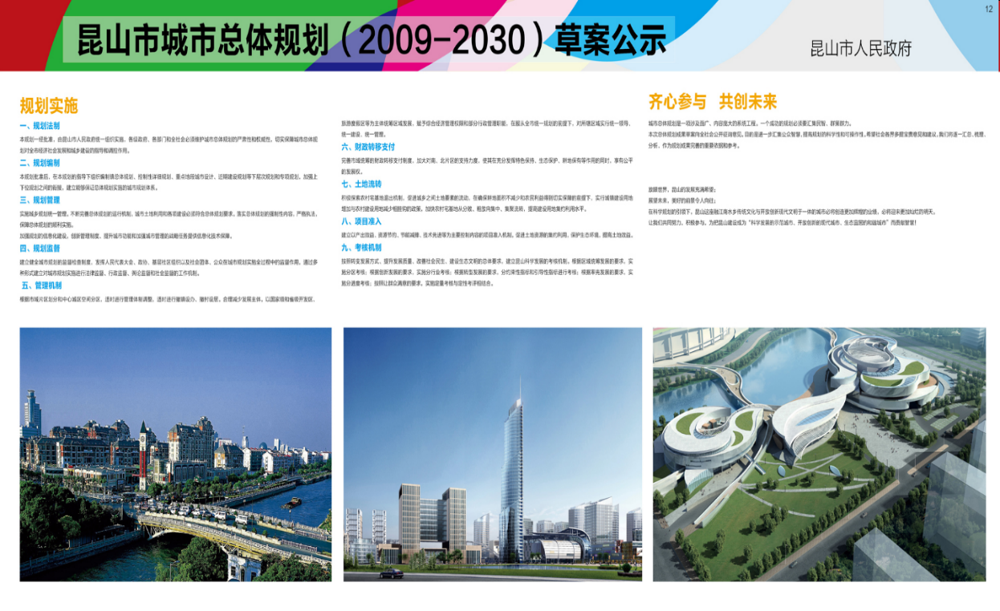 12
昆山市城市总体规划（2009-2030）草案公示
昆山市人民政府
规划实施
一、规划法制
本规划一经批准，由昆山市人民政府统一组织实施，各级政府、各部门和全社会必须维护城市总体规划的严肃性和权威性，切实保障城市总体规
划对全市经济社会发展和城乡建设的指导和调控作用。
二、规划编制
本规划批准后，在本规划的指导下组织编制镇总体规划、控制性详细规划、重点地段城市设计、近期建设规划等下层次规划和专项规划，加强上
下位规划之间的衔接，建立能够保证总体规划实施的城市规划体系。
三、规划管理
实施城乡规划统一管理，不断完善总体规划的运行机制，城市土地利用和各项建设必须符合总体规划要求，落实总体规划的强制性内容，严格执法，
保障总体规划的顺利实施。
加强规划的信息化建设，创新管理制度、提升城市功能和加强城市管理的战略任务提供信息化技术保障。
四、规划监督
建立健全城市规划的监督检查制度，发挥人民代表大会、政协、基层社区组织以及社会团体、公众在城市规划实施全过程中的监督作用，通过多
种形式建立对城市规划实施进行法律监督、行政监督、舆论监督和社会监督的工作机制。
五、管理机制
根据市域片区划分和中心城区空间分区，适时进行管理体制调整，适时进行撤镇设办、撤村设居，合理减少发展主体，以国家级和省级开发区、
旅游度假区等为主体统筹区域发展，赋予综合经济管理权限和部分行政管理职能，在服从全市统一规划的前提下，对所辖区域实行统一领导、
统一建设、统一管理。
六、财政转移支付
完善市域统筹的财政转移支付制度，加大对南、北片区的支持力度，使其在充分发挥特色保持、生态保护、耕地保有等作用的同时，享有公平
的发展权。
七、土地流转
积极探索农村宅基地退出机制，促进城乡之间土地要素的流动，在确保耕地面积不减少和农民利益得到切实保障的前提下，实行城镇建设用地
增加与农村建设用地减少相挂钩的政策，加快农村宅基地从分散、粗放向集中、集聚流转，提高建设用地集约利用水平。
八、项目准入
建立以产出效益、资源节约、节能减排、技术先进等为主要控制内容的项目准入机制，促进土地资源的集约利用，保护生态环境，提高土地效益。
九、考核机制
按照转变发展方式、提升发展质量、改善社会民生、建设生态文明的总体要求，建立昆山科学发展的考核机制。根据区域统筹发展的要求，实
施分区考核；根据创新发展的要求，实施分行业考核；根据转型发展的要求，分约束性指标和引导性指标进行考核；根据率先发展的要求，实
施分进度考核；按照让群众满意的要求，实施定量考核与定性考评相结合。
齐心参与 共创未来
城市总体规划是一项涉及面广、内容庞大的系统工程，一个成功的规划必须要汇集民智、群策群力。
本次总体规划成果草案向全社会公开征询意见，目的是进一步汇集公众智慧，提高规划的科学性和可操作性，希望社会各界多提宝贵意见和建议，我们将逐一汇总、梳理、
分析，作为规划成果完善的重要依据和参考。
放眼世界，昆山的发展充满希望；
展望未来，美好的前景令人向往；
在科学规划的引领下，昆山这座融江南水乡传统文化与开放创新现代文明于一体的城市必将创造更加辉煌的业绩，必将迎来更加灿烂的明天。
让我们共同努力，积极参与，为把昆山建设成为“科学发展的示范城市、开放创新的现代城市、生态宜居的和谐城市”而贡献智慧！